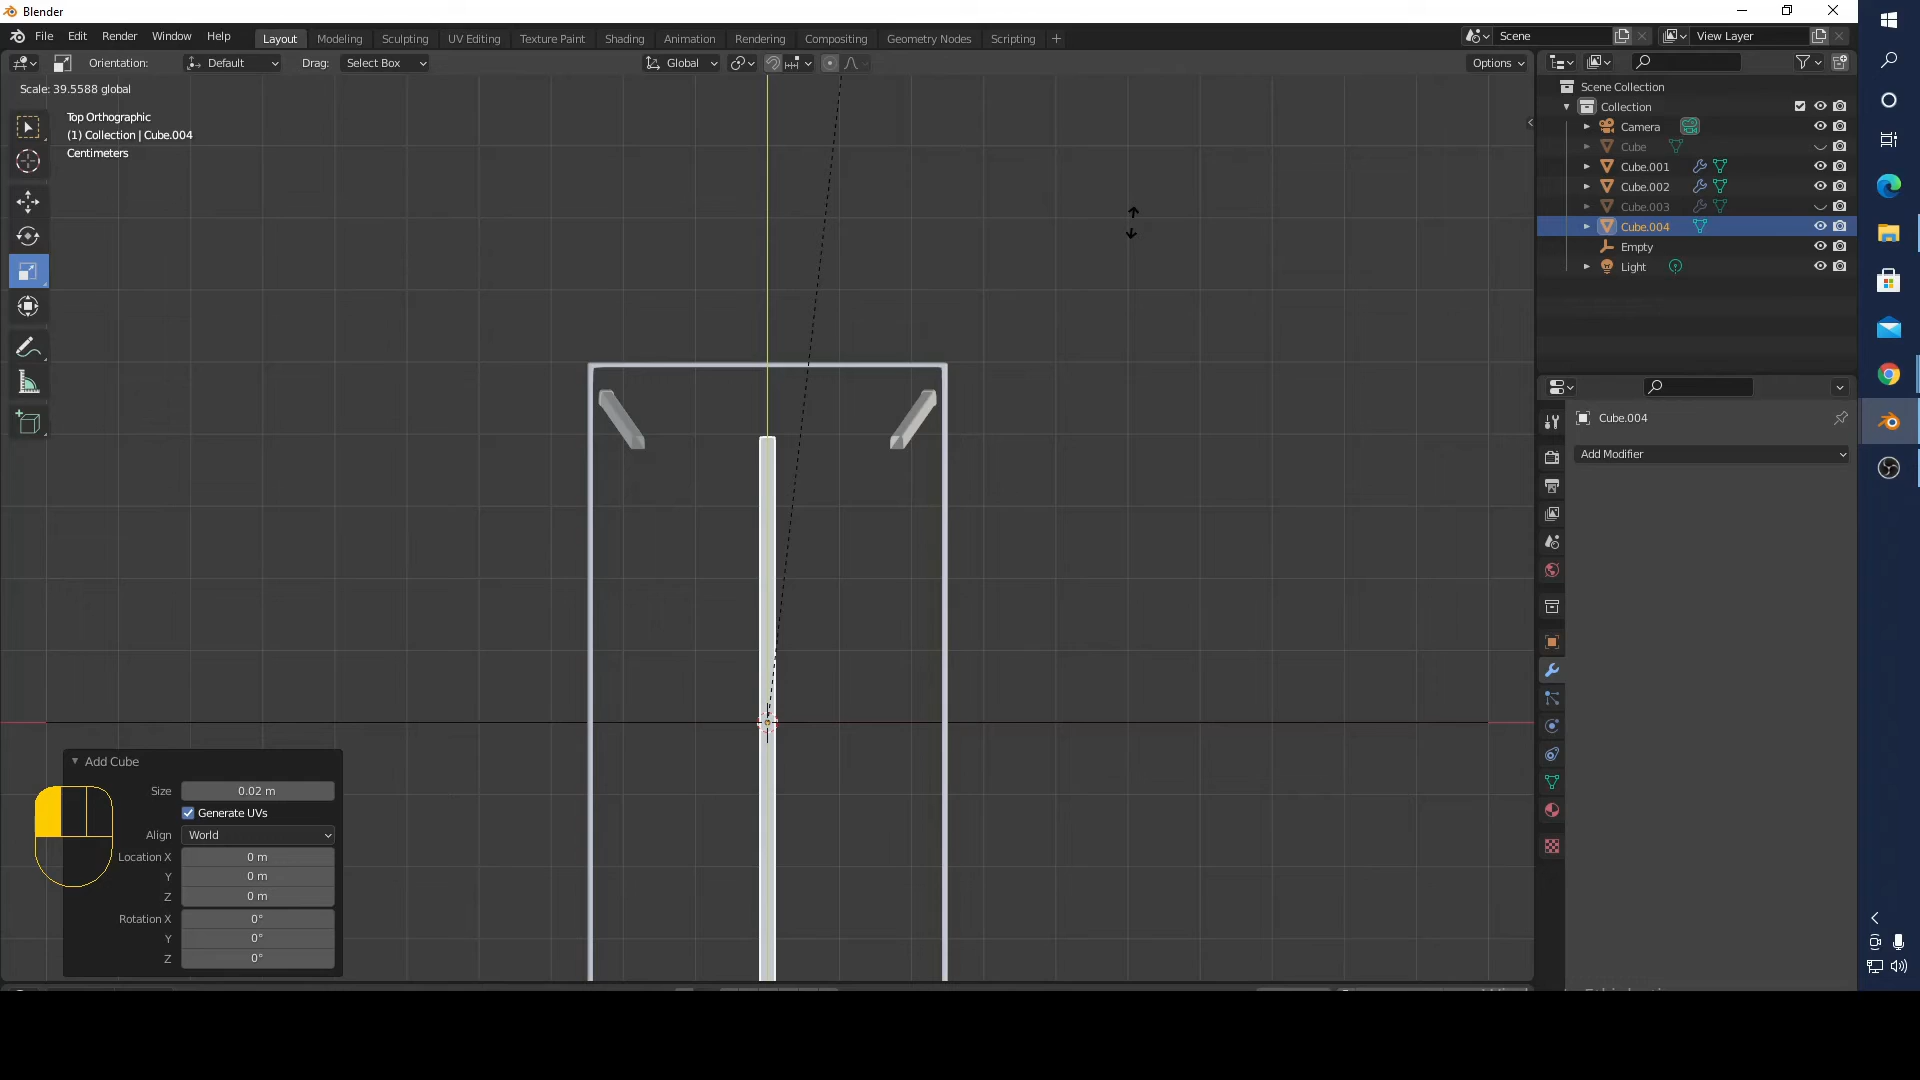 Blender
File Edit Render Window Help
Layout Modeling Sculpting UV Editing Texture Paint Shading Animation Rendering Compositing Geometry Nodes Scripting +
Scene
View Layer
Orientation: Default Drag: Select Box
Global
Options
Scale: 39.5588 global
Top Orthographic
(1) Collection | Cube.004
Centimeters
Scene Collection
Collection
Camera
Cube
Cube.001
Cube.002
Cube.003
Cube.004
Empty
Light
Cube.004
Add Modifier
Add Cube
Size 0.02 m
Generate UVs
Align World
Location X 0 m
Y 0 m
Z 0 m
Rotation X 0°
Y 0°
Z 0°